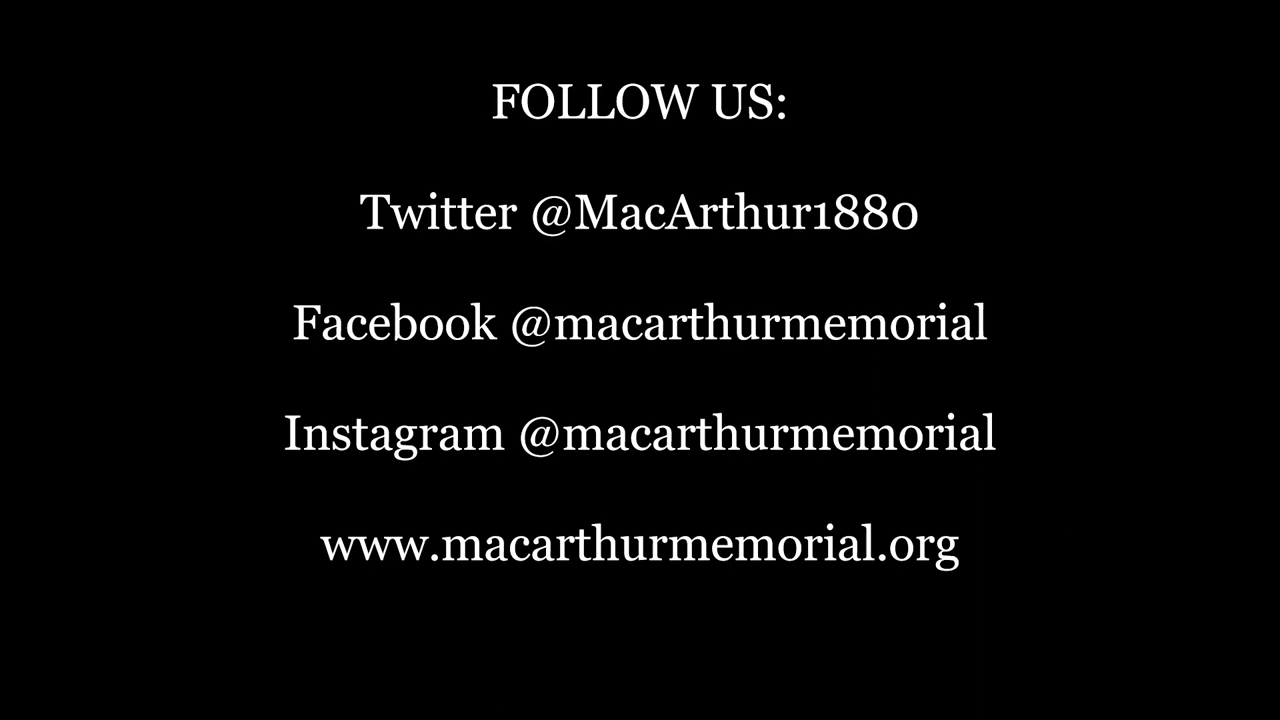 FOLLOW US:
Twitter @MacArthur1880
Facebook @macarthurmemorial
Instagram @macarthurmemorial
www.macarthurmemorial.org